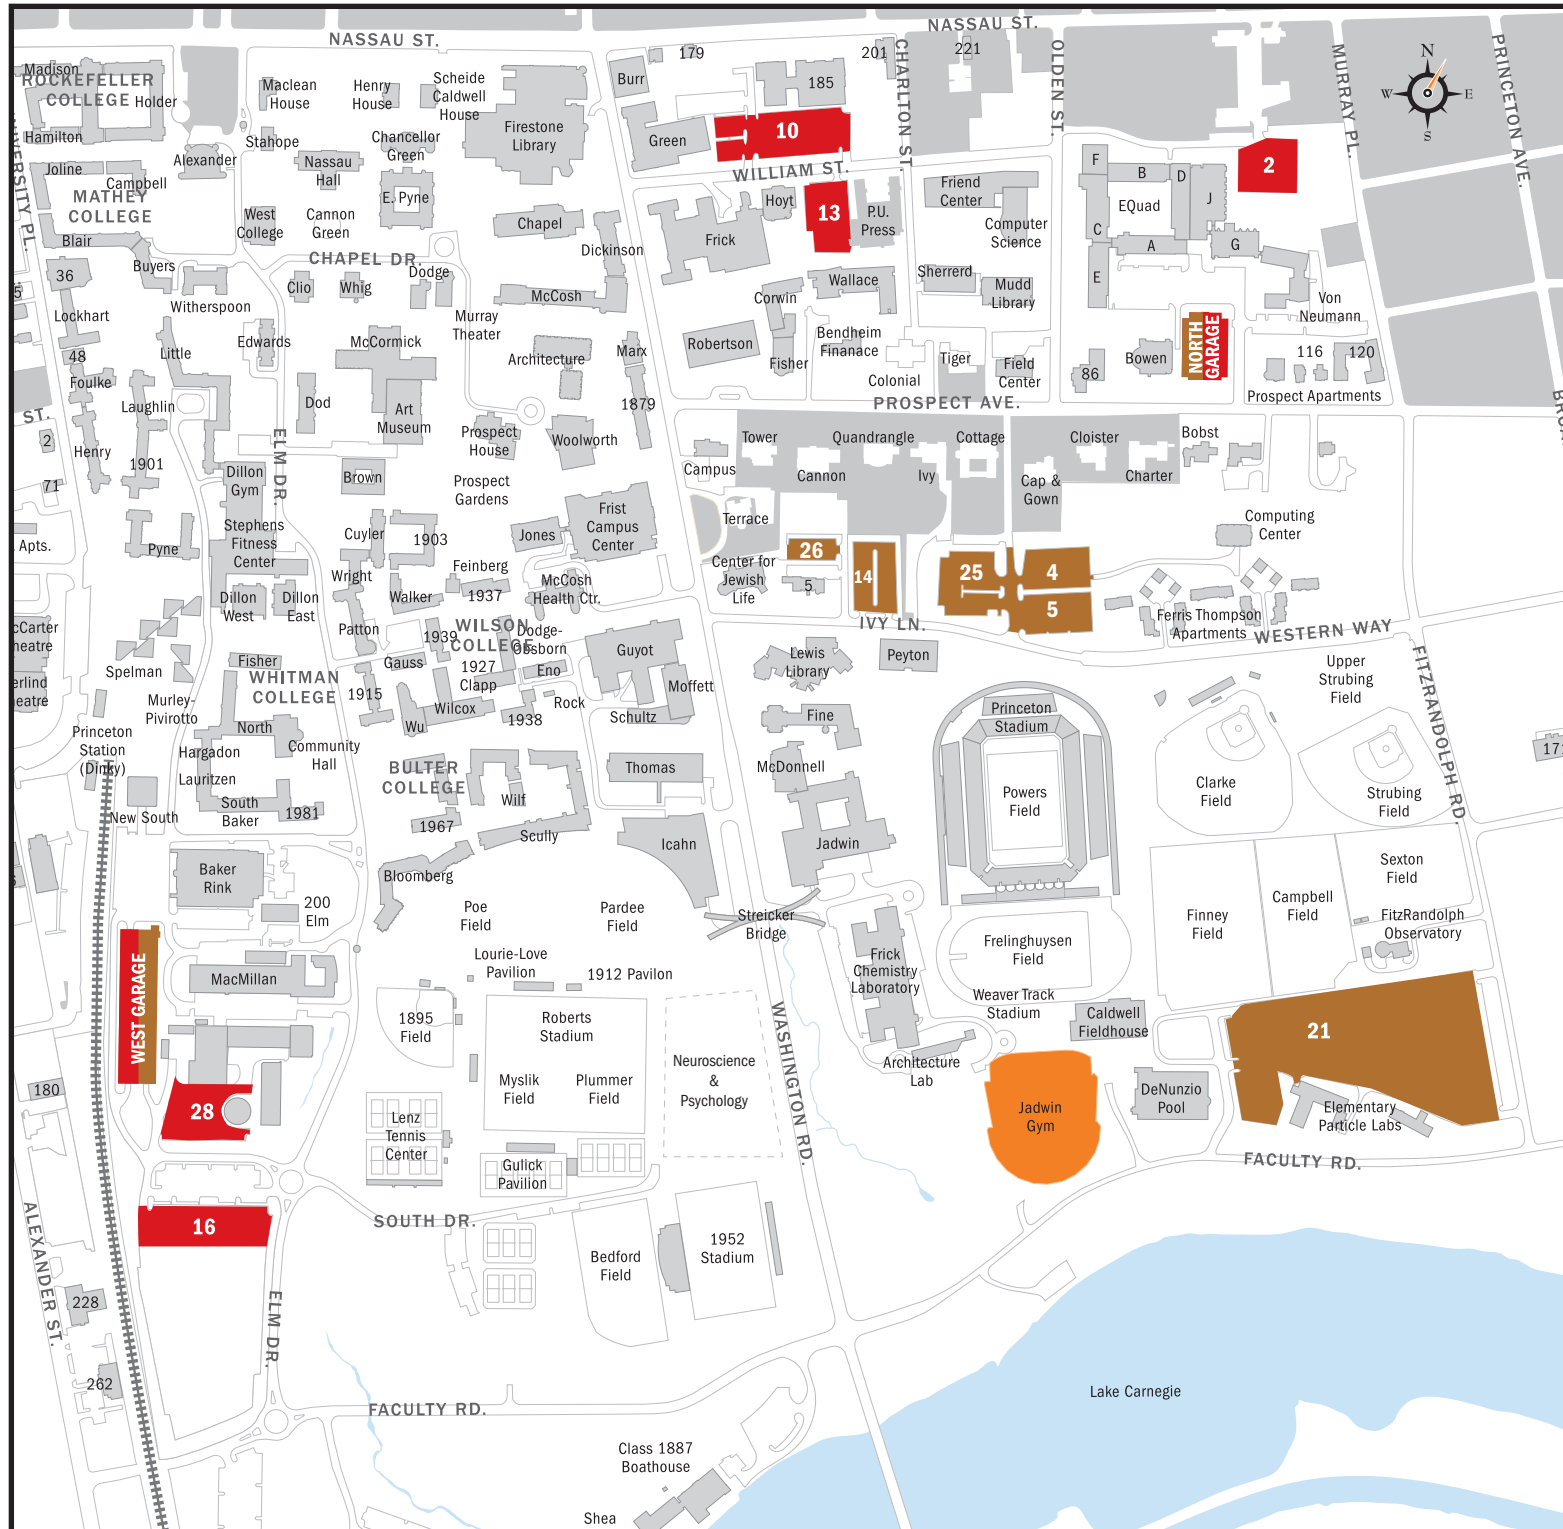 NASSAU ST.
NASSAU ST.
Madison
ROCKEFELLER
COLLEGE
Holder
Hamilton
Maclean
House
Henry
House
Scheide
Caldwell
House
Burr
179
201
221
185
CHARLTON ST.
OLDEN ST.
MURRAY PL.
PRINCETON AVE.
N
W
E
S
Stahope
Chancellor
Green
Firestone
Library
Green
10
Alexander
Nassau
Hall
WILLIAM ST.
2
Joline
Campbell
MATHEY
COLLEGE
Blair
Buyers
West
College
Cannon
Green
E. Pyne
Chapel
Dickinson
Frick
Hoyt
13
P.U.
Press
Friend
Center
Computer
Science
F
B
D
J
EQuad
C
A
G
E
CHAPEL DR.
36
Lockhart
Witherspoon
Clio
Whig
Dodge
McCosh
Murray
Theater
Corwin
Wallace
Sherrerd
Mudd
Library
Von
Neumann
48
Foulke
Little
Edwards
McCormick
Architecture
Marx
Robertson
Fisher
Bendheim
Finanace
Colonial
Tiger
Field
Center
86
Bowen
NORTH
GARAGE
116
120
Prospect Apartments
ST.
Laughlin
Dod
Art
Museum
1879
PROSPECT AVE.
2
Henry
1901
71
ELM DR.
Dillon
Gym
Brown
Prospect
House
Woolworth
Prospect
Gardens
Campus
Tower
Quandrangle
Cottage
Cannon
Ivy
Cloister
Cap &
Gown
Charter
Bobst
Apts.
Pyne
Stephens
Fitness
Center
Cuyler
1903
Jones
Frist
Campus
Center
Terrace
Computing
Center
Feinberg
Wright
Walker
1937
McCosh
Health Ctr.
Center for
Jewish
Life
26
5
14
25
4
5
Dillon
West
Dillon
East
Patton
1939
WILSON
COLLEGE
Dodge-
Osborn
IVY LN.
Ferris Thompson
Apartments
WESTERN WAY
Spelman
Fisher
WHITMAN
COLLEGE
Gauss
1927
Clapp
Eno
Guyot
Moffett
Lewis
Library
Peyton
Upper
Strubing
Field
FITZRANDOLPH RD.
Murley-
Pivirotto
1915
Wilcox
Wu
1938
Rock
Schultz
Fine
Princeton
Stadium
Princeton
Station
(Dinky)
North
Hargadon
Community
Hall
Lauritzen
South
Baker
1981
New South
BULTER
COLLEGE
Wilf
1967
Scully
Thomas
McDonnell
Powers
Field
Clarke
Field
Strubing
Field
Baker
Rink
Bloomberg
Icahn
Jadwin
Sexton
Field
200
Elm
Poe
Field
Pardee
Field
Streicker
Bridge
Finney
Field
Campbell
Field
FitzRandolph
Observatory
WEST GARAGE
MacMillan
Lourie-Love
Pavilion
1912 Pavilon
Frick
Chemistry
Laboratory
Frelinghuysen
Field
Weaver Track
Stadium
1895
Field
Roberts
Stadium
WASHINGTON RD.
Caldwell
Fieldhouse
21
180
28
Lenz
Tennis
Center
Myslik
Field
Plummer
Field
Neuroscience
&
Psychology
Architecture
Lab
Jadwin
Gym
DeNunzio
Pool
Elementary
Particle Labs
Gulick
Pavilion
FACULTY RD.
16
SOUTH DR.
ALEXANDER ST.
ELM DR.
Bedford
Field
1952
Stadium
228
262
FACULTY RD.
Lake Carnegie
Class 1887
Boathouse
Shea